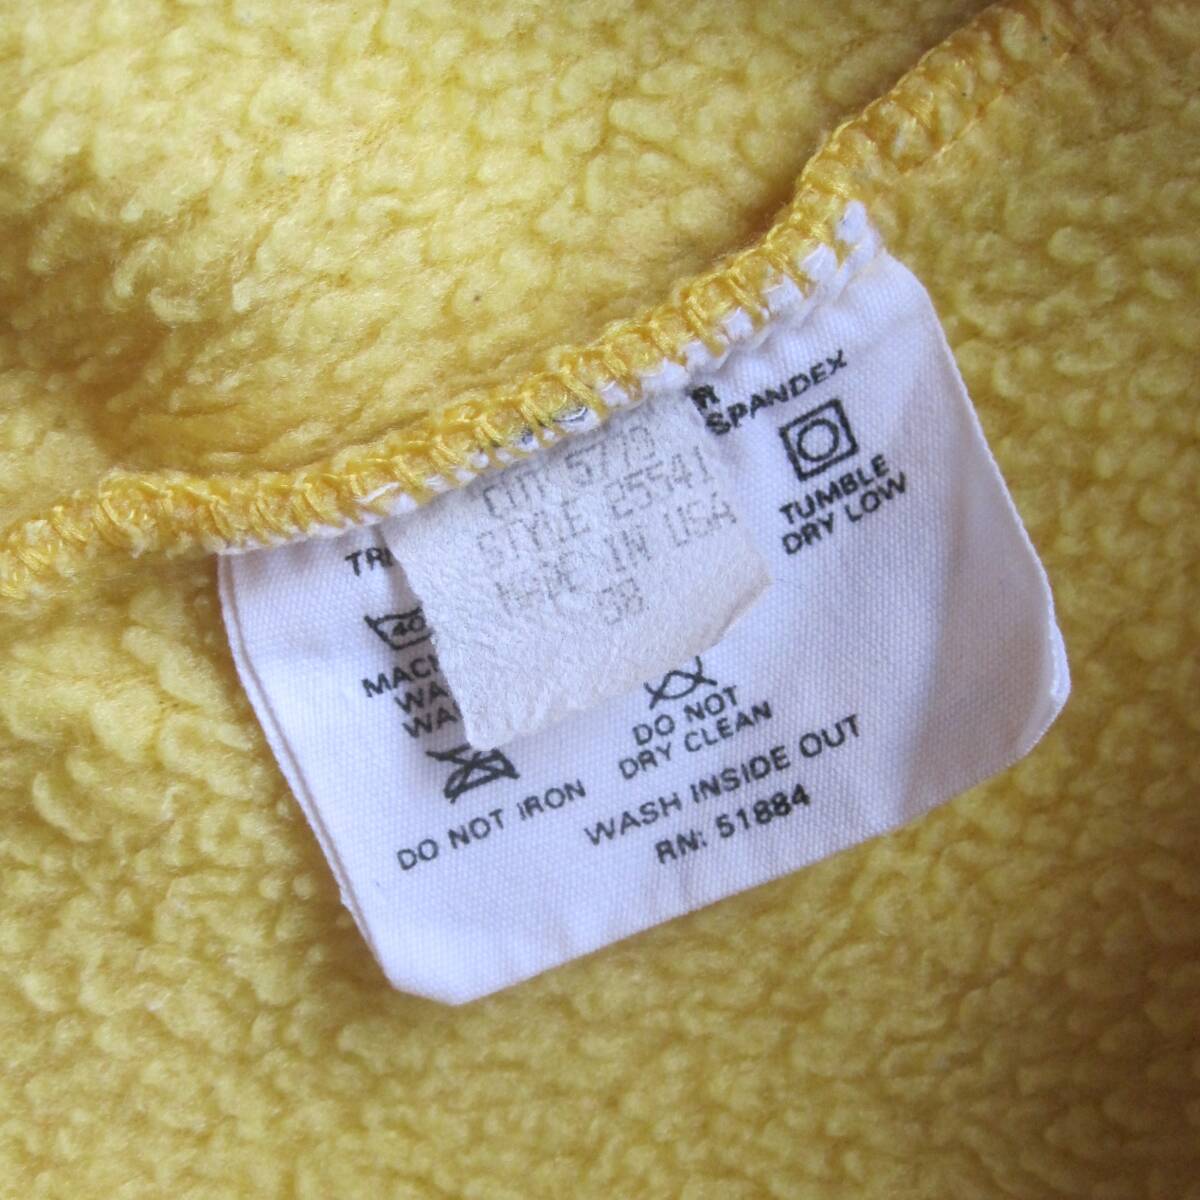 SPANDEX
TUMBLE
DRY LOW
CUT 5770
STYLE 25541
MADE IN USA
S8
40
DO NOT IRON
DO NOT
DRY CLEAN
WASH INSIDE OUT
RN: 51884